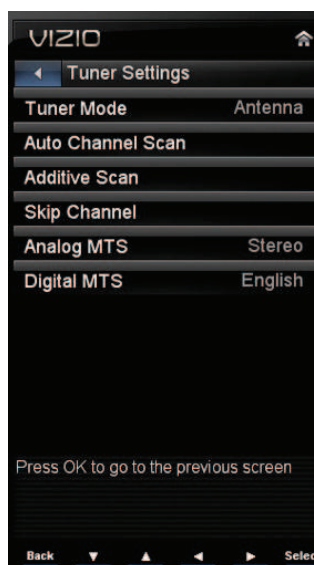 VIZIO
Tuner Settings
Tuner Mode Antenna
Auto Channel Scan
Additive Scan
Skip Channel
Analog MTS Stereo
Digital MTS English
Press OK to go to the previous screen
Back ▼ ▲ ◄ ► Selec